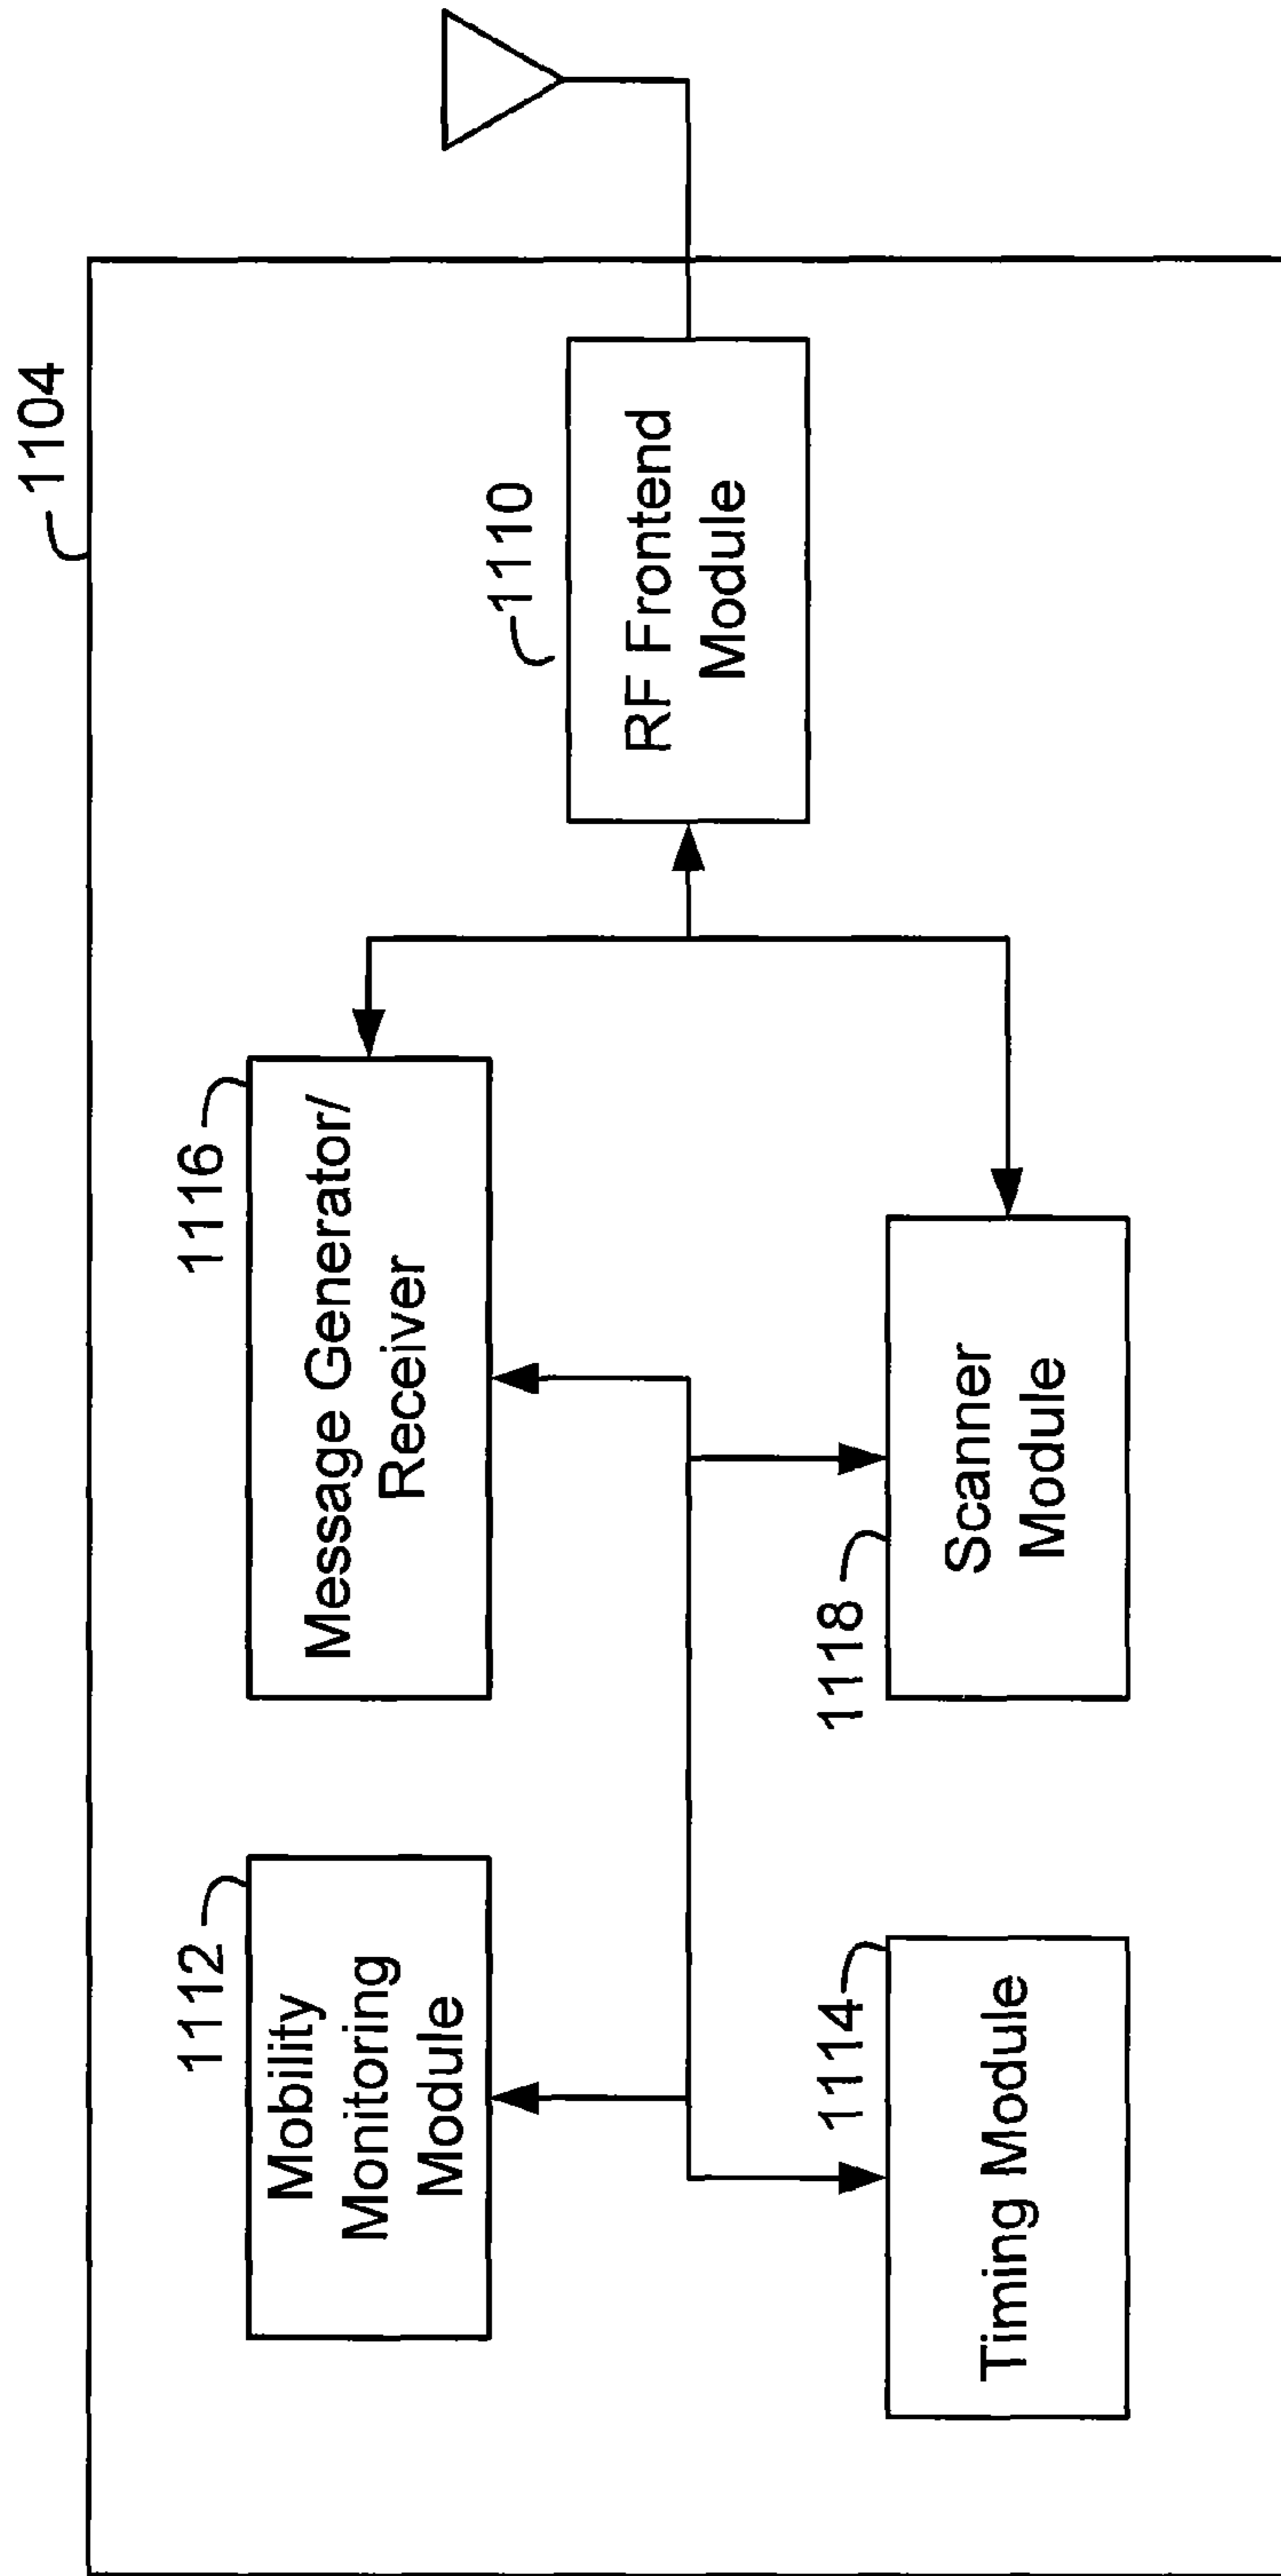 1104
1112
Mobility
Monitoring
Module
1116
Message Generator/
Receiver
1110
RF Frontend
Module
1114
Timing Module
1118
Scanner
Module